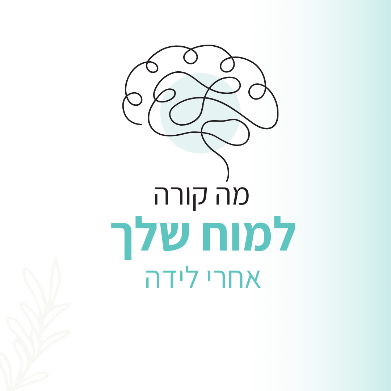 מה קורה
למוח שלך
אחרי לידה